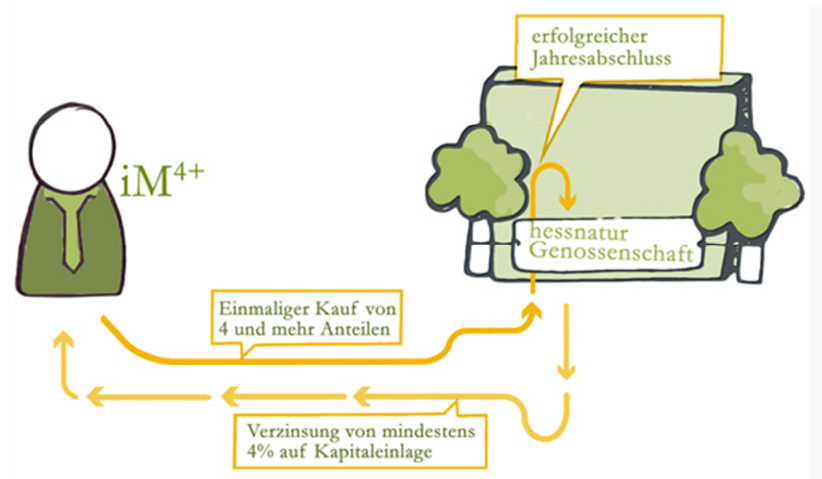 erfolgreicher
Jahresabschluss
iM⁴⁺
hessnatur
Genossenschaft
Einmaliger Kauf von
4 und mehr Anteilen
Verzinsung von mindestens
4% auf Kapitaleinlage